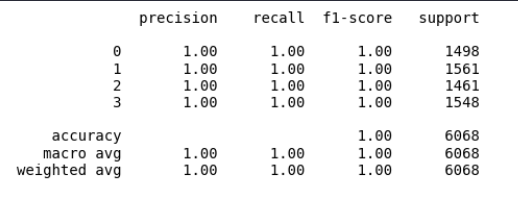 precision recall f1-score support
0 1.00 1.00 1.00 1498
1 1.00 1.00 1.00 1561
2 1.00 1.00 1.00 1461
3 1.00 1.00 1.00 1548
accuracy 1.00 6068
macro avg 1.00 1.00 1.00 6068
weighted avg 1.00 1.00 1.00 6068